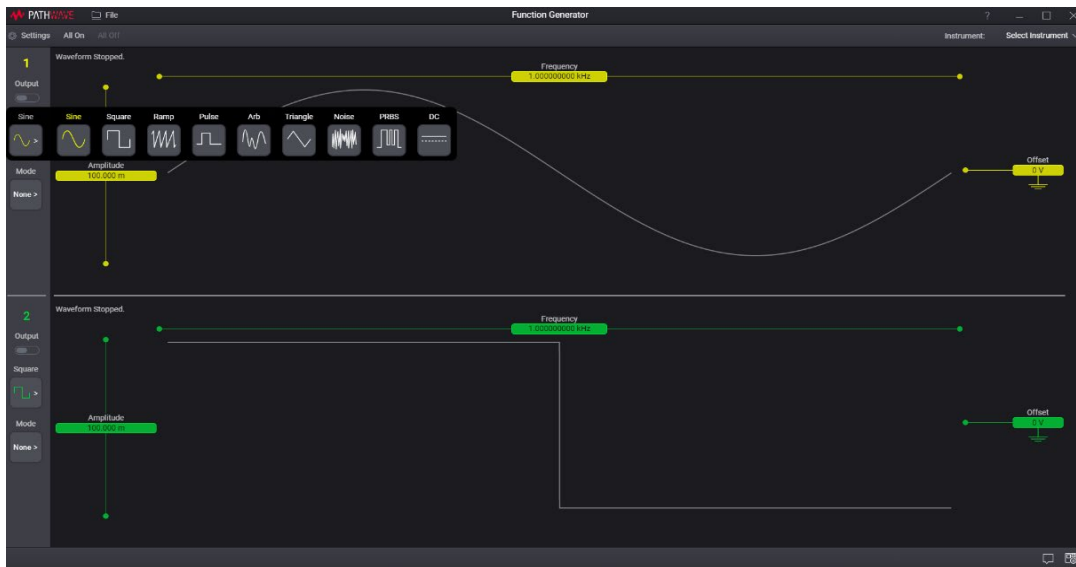 PATHWAVE File Function Generator ?
Settings All On All Off Instrument: Select Instrument
1
Waveform Stopped.
Frequency
1.000000000 kHz
Output
Sine Sine Square Ramp Pulse Arb Triangle Noise PRBS DC
>
Mode
Amplitude
100.000 m
Offset
0 V
None >
2
Waveform Stopped.
Frequency
1.000000000 kHz
Output
Square
>
Mode
Amplitude
100.000 m
Offset
0 V
None >